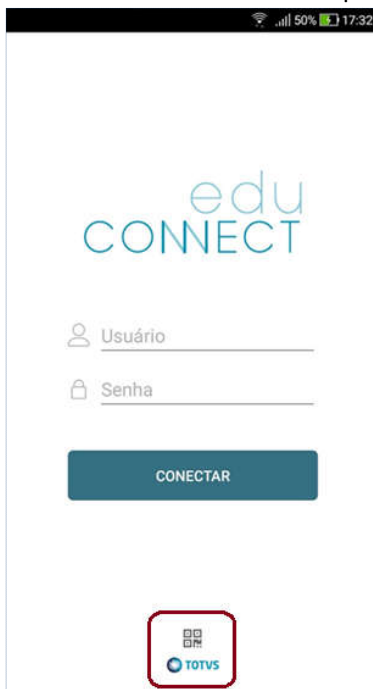 50% 17:32
edu
CONNECT
Usuário
Senha
CONECTAR
TOTVS